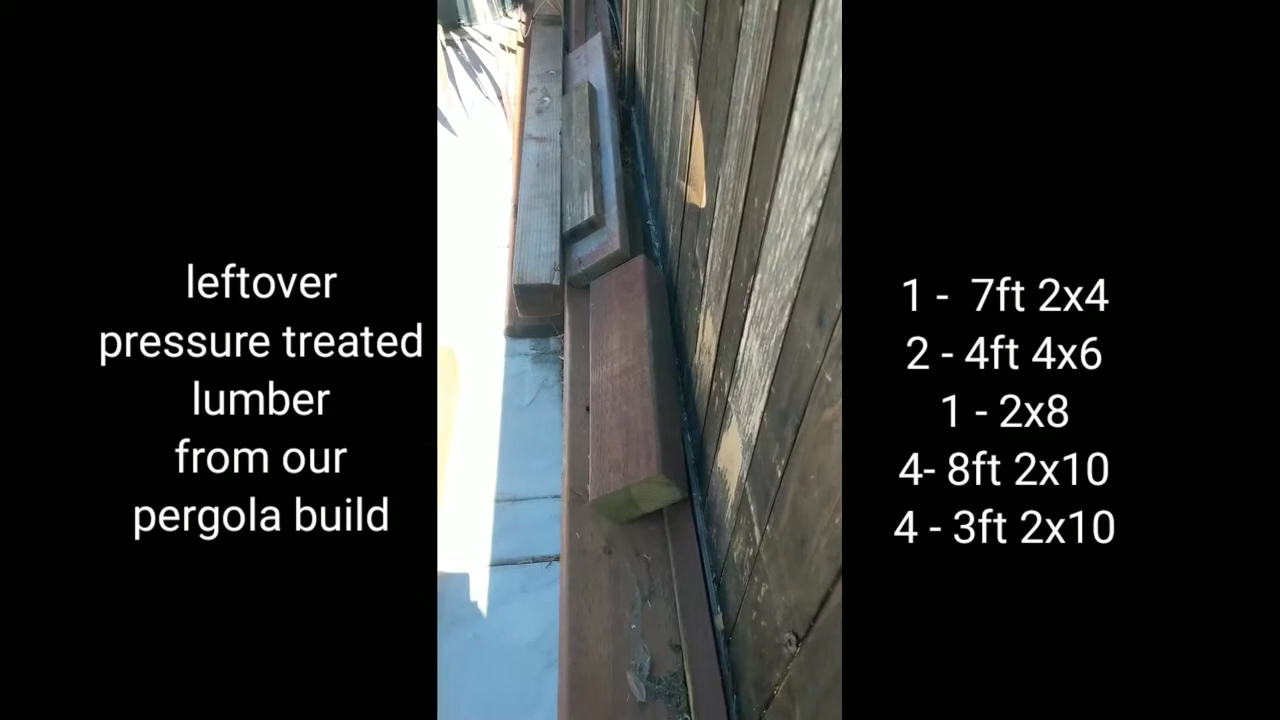 leftover
pressure treated
lumber
from our
pergola build
1 -  7ft 2x4
2 - 4ft 4x6
1 - 2x8
4- 8ft 2x10
4 - 3ft 2x10